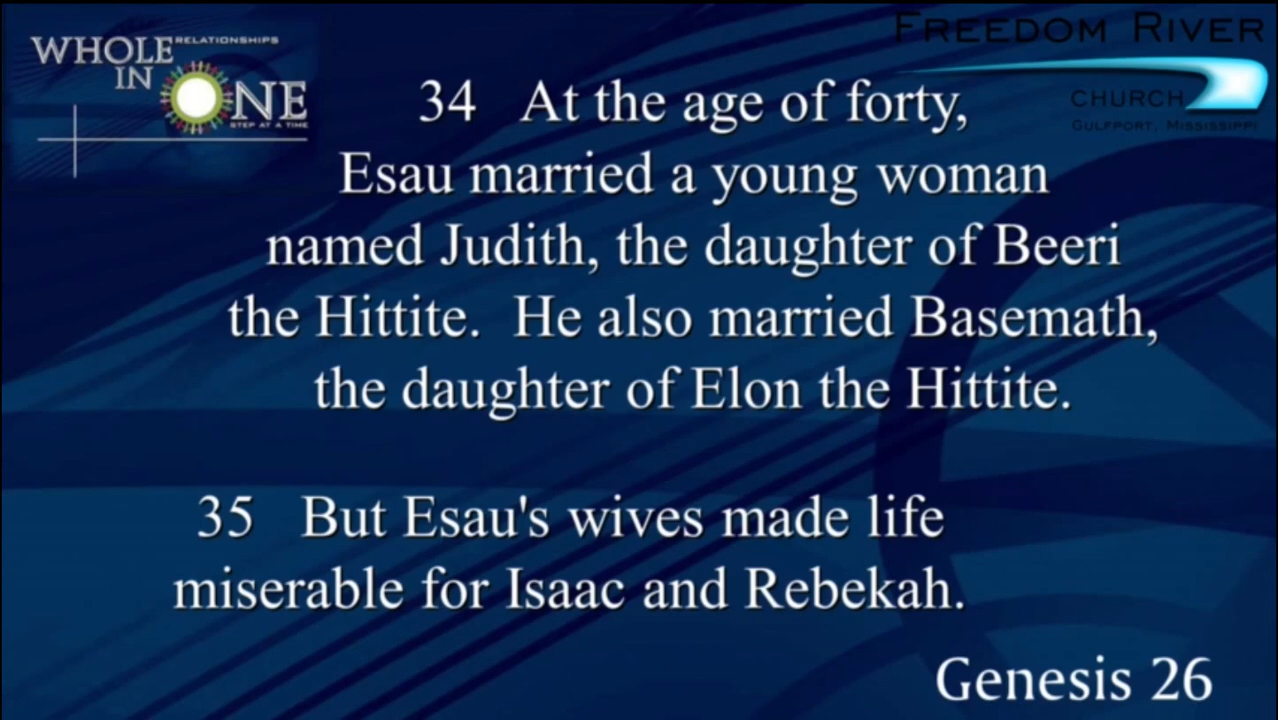 WHOLE RELATIONSHIPS
IN ONE
STEP AT A TIME
FREEDOM RIVER
CHURCH
GULFPORT, MISSISSIPPI
34 At the age of forty,
Esau married a young woman
named Judith, the daughter of Beeri
the Hittite. He also married Basemath,
the daughter of Elon the Hittite.
35 But Esau's wives made life
miserable for Isaac and Rebekah.
Genesis 26